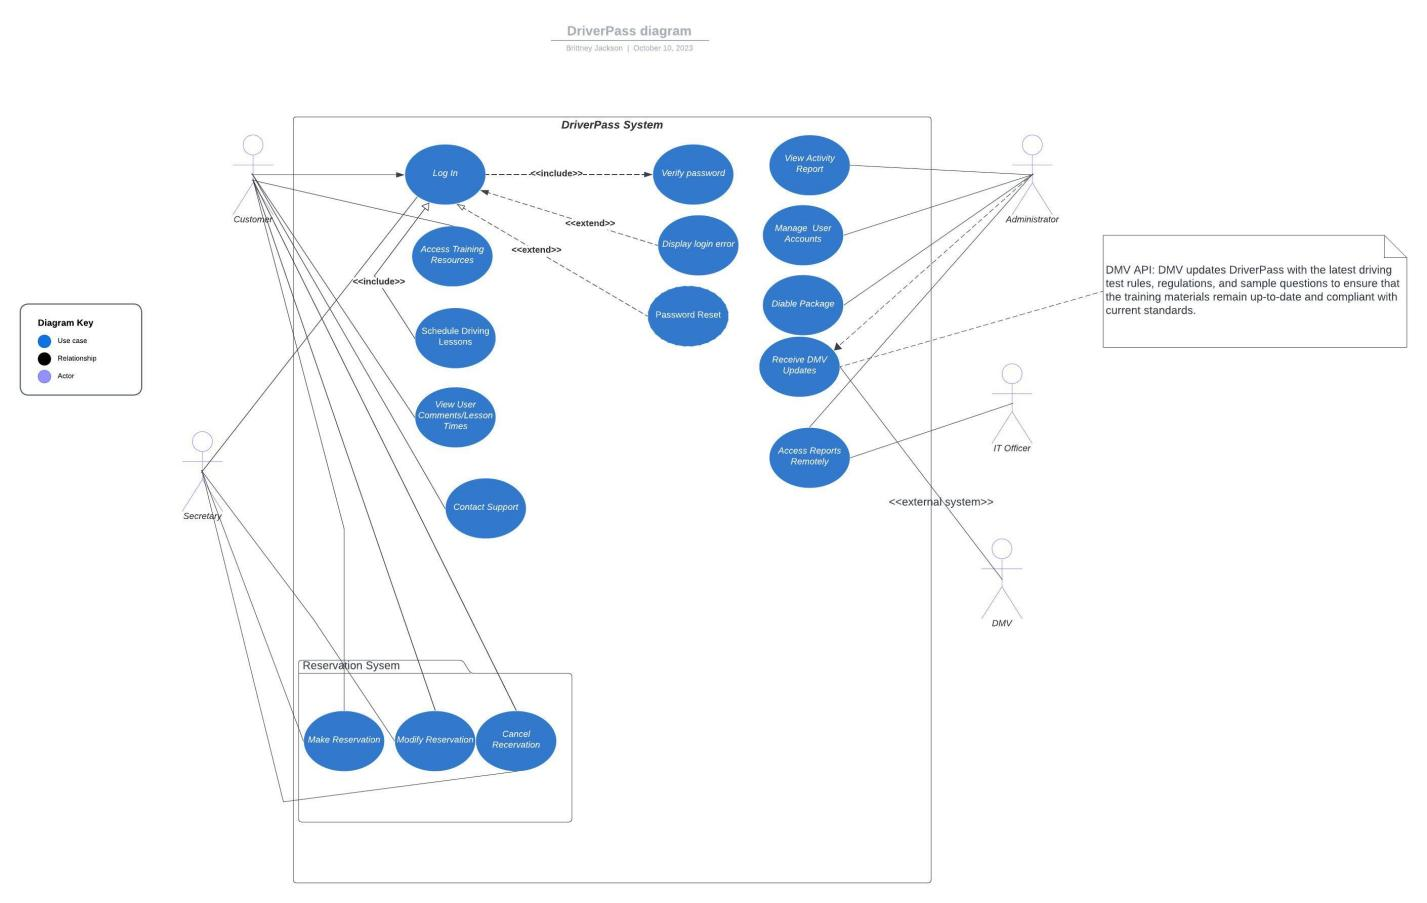 DriverPass diagram
Brittney Jackson | October 10, 2023
DriverPass System
Customer
Log In
<<include>>
Verify password
View Activity
Report
Administrator
Access Training
Resources
<<extend>>
Display login error
Manage User
Accounts
<<extend>>
<<include>>
DMV API: DMV updates DriverPass with the latest driving
test rules, regulations, and sample questions to ensure that
the training materials remain up-to-date and compliant with
current standards.
Diable Package
Password Reset
Diagram Key
Use case
Relationship
Actor
Schedule Driving
Lessons
Receive DMV
Updates
View User
Comments/Lesson
Times
IT Officer
Access Reports
Remotely
Secretary
Contact Support
<<external system>>
DMV
Reservation Sysem
Make Reservation
Modify Reservation
Cancel
Recervation